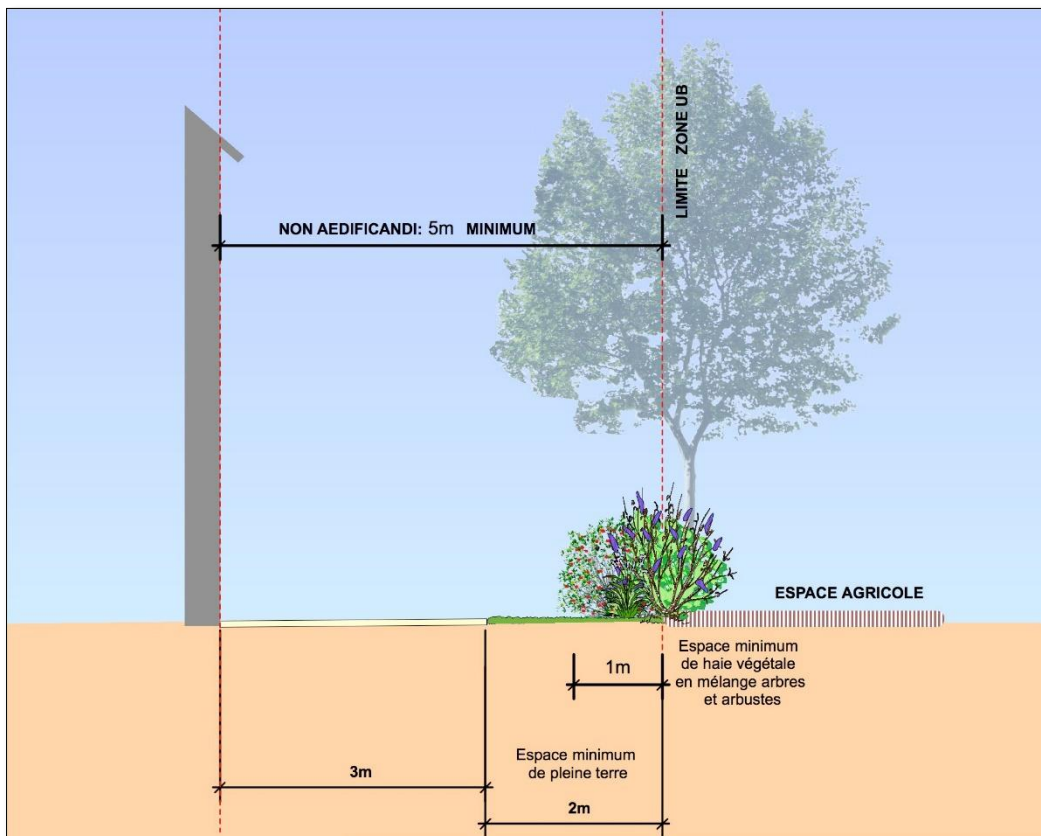 LIMITE ZONE UB
NON AEDIFICANDI: 5m MINIMUM
ESPACE AGRICOLE
1m
Espace minimum
de haie végétale
en mélange arbres
et arbustes
3m
Espace minimum
de pleine terre
2m